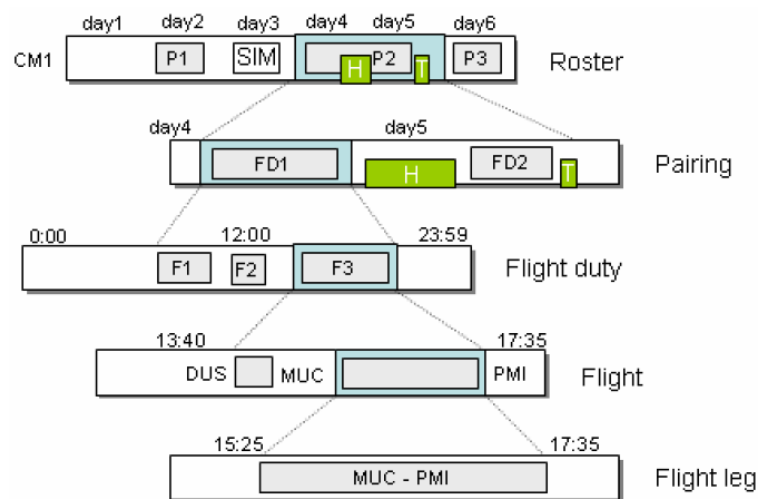 day1 day2 day3 day4 day5 day6
CM1 P1 SIM H P2 T P3 Roster
day4 day5
FD1 H FD2 T Pairing
0:00 12:00 23:59
F1 F2 F3 Flight duty
13:40 17:35
DUS MUC PMI Flight
15:25 17:35
MUC - PMI Flight leg